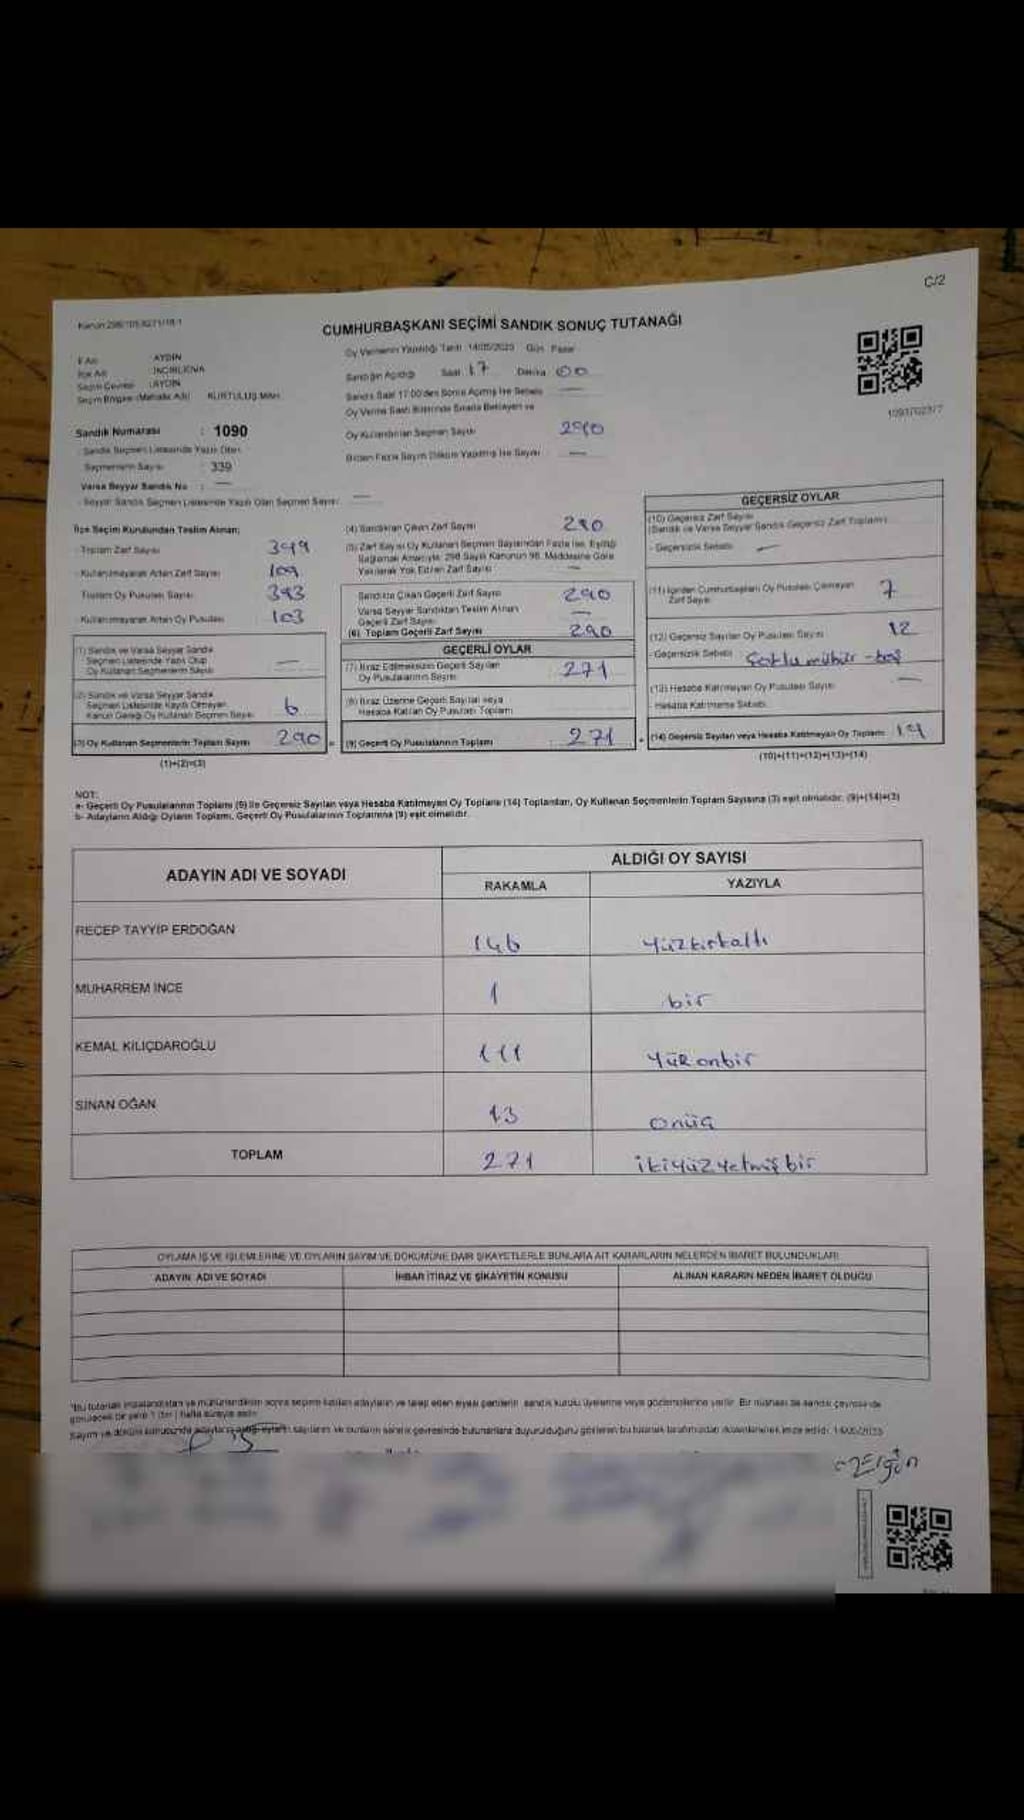 C/2
CUMHURBAŞKANI SEÇİMİ SANDIK SONUÇ TUTANAĞI
Oy Vermenin Yapıldığı Tarih 14/05/2023 Gün Pazar
İl Adı AYDIN
İlçe Adı İNCİRLİOVA
Seçim Çevresi AYDIN
Seçim Bölgesi (Mahalle Adı) KURTULUŞ MAH.
Sandığın Açıldığı Saat 17 Dakika 00
Sandık Saat 17:00'den Sonra Açılmış İse Sebebi —
Oy Verme Saati Bitiminde Sırada Bekleyen ve
Oy Kullandırılan Seçmen Sayısı 290
Birden Fazla Sayım Döküm Yapılmış İse Sayısı —
Sandık Numarası : 1090
- Sandık Seçmen Listesinde Yazılı Olan
Seçmenlerin Sayısı : 339
Varsa Seyyar Sandık No : —
- Seyyar Sandık Seçmen Listesinde Yazılı Olan Seçmen Sayısı: —
İlçe Seçim Kurulundan Teslim Alınan;
- Toplam Zarf Sayısı 399
- Kullanılmayarak Artan Zarf Sayısı 109
Toplam Oy Pusulası Sayısı 393
- Kullanılmayarak Artan Oy Pusulası 103
(1) Sandık ve Varsa Seyyar Sandık
Seçmen Listesinde Yazılı Olup
Oy Kullanan Seçmenlerin Sayısı —
(2) Sandık ve Varsa Seyyar Sandık
Seçmen Listesinde Kayıtlı Olmayan
Kanun Gereği Oy Kullanan Seçmen Sayısı 6
(3) Oy Kullanan Seçmenlerin Toplam Sayısı 290
(1)+(2)=(3)
(4) Sandıktan Çıkan Zarf Sayısı 290
(5) Zarf Sayısı Oy Kullanan Seçmen Sayısından Fazla İse, Eşitliği
Sağlamak Amacıyla, 298 Sayılı Kanunun 98. Maddesine Göre
Yakılarak Yok Edilen Zarf Sayısı —
Sandıkta Çıkan Geçerli Zarf Sayısı 290
Varsa Seyyar Sandıktan Teslim Alınan
Geçerli Zarf Sayısı —
(6) Toplam Geçerli Zarf Sayısı 290
GEÇERLİ OYLAR
(7) İtiraz Edilmeksizin Geçerli Sayılan
Oy Pusulalarının Sayısı 271
(8) İtiraz Üzerine Geçerli Sayılan veya
Hesaba Katılan Oy Pusulası Toplamı
(9) Geçerli Oy Pusulalarının Toplamı 271
GEÇERSİZ OYLAR
(10) Geçersiz Zarf Sayısı
(Sandık ve Varsa Seyyar Sandık Geçersiz Zarf Toplamı)
- Geçersizlik Sebebi: —
(11) İçinden Cumhurbaşkanı Oy Pusulası Çıkmayan
Zarf Sayısı 7
(12) Geçersiz Sayılan Oy Pusulası Sayısı 12
- Geçersizlik Sebebi çoklu mühür - boş
(13) Hesaba Katılmayan Oy Pusulası Sayısı —
- Hesaba Katılmama Sebebi
(14) Geçersiz Sayılan veya Hesaba Katılmayan Oy Toplamı 19
(10)+(11)+(12)+(13)=(14)
NOT:
a- Geçerli Oy Pusulalarının Toplamı (9) ile Geçersiz Sayılan veya Hesaba Katılmayan Oy Toplamı (14) Toplandan, Oy Kullanan Seçmenlerin Toplam Sayısına (3) eşit olmalıdır. (9)+(14)=(3)
b- Adayların Aldığı Oyların Toplamı, Geçerli Oy Pusulalarının Toplamına (9) eşit olmalıdır.
ADAYIN ADI VE SOYADI
ALDIĞI OY SAYISI
RAKAMLA YAZIYLA
RECEP TAYYİP ERDOĞAN 146 Yüzkırkaltı
MUHARREM İNCE 1 bir
KEMAL KILIÇDAROĞLU 111 Yüzonbir
SİNAN OĞAN 13 onüç
TOPLAM 271 ikiyüzyetmişbir
OYLAMA İŞ VE İŞLEMLERİNE VE OYLARIN SAYIM VE DÖKÜMÜNE DAİR ŞİKAYETLERLE BUNLARA AİT KARARLARIN NELERDEN İBARET BULUNDUKLARI
ADAYIN ADI VE SOYADI İHBAR İTİRAZ VE ŞİKAYETİN KONUSU ALINAN KARARIN NEDEN İBARET OLDUĞU